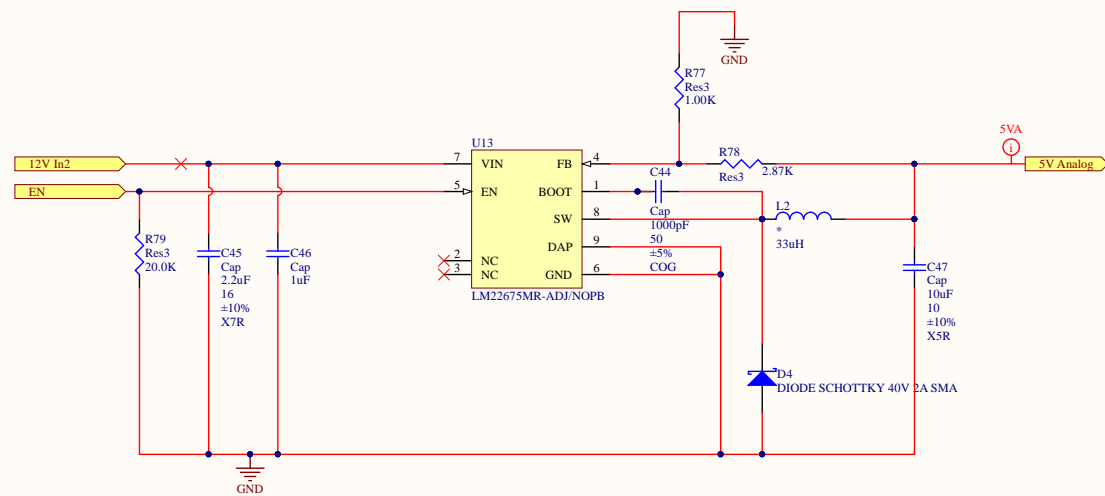 GND
R77
Res3
1.00K
U13
5VA
i
12V In2
7
VIN
FB
4
R78
Res3
2.87K
5V Analog
EN
5
EN
BOOT
1
C44
Cap
1000pF
50
±5%
COG
SW
8
L2
*
33uH
R79
Res3
20.0K
C45
Cap
2.2uF
16
±10%
X7R
C46
Cap
1uF
2
NC
3
NC
DAP
9
GND
6
LM22675MR-ADJ/NOPB
C47
Cap
10uF
10
±10%
X5R
D4
DIODE SCHOTTKY 40V 2A SMA
GND